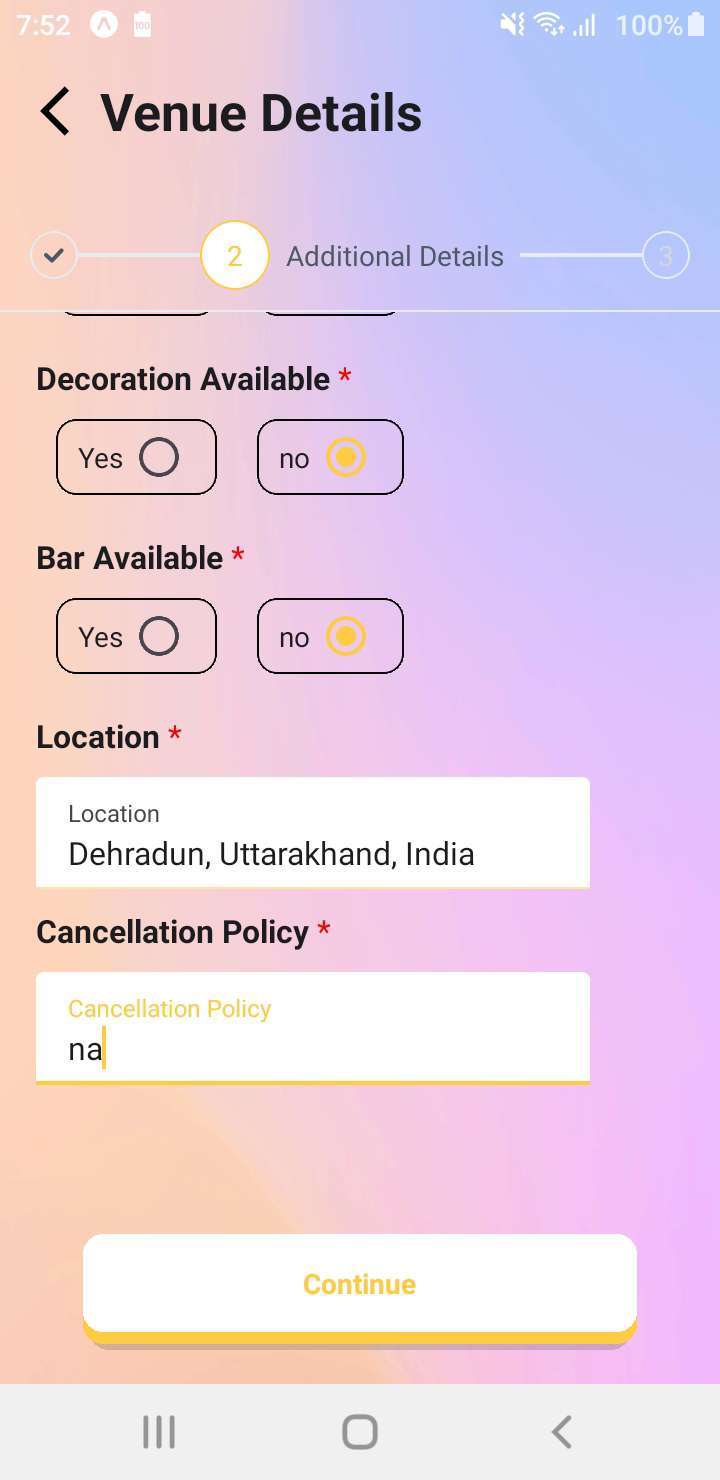 7:52 100 100%
Venue Details
2 Additional Details 3
Decoration Available *
Yes no
Bar Available *
Yes no
Location *
Location
Dehradun, Uttarakhand, India
Cancellation Policy *
Cancellation Policy
na
Continue